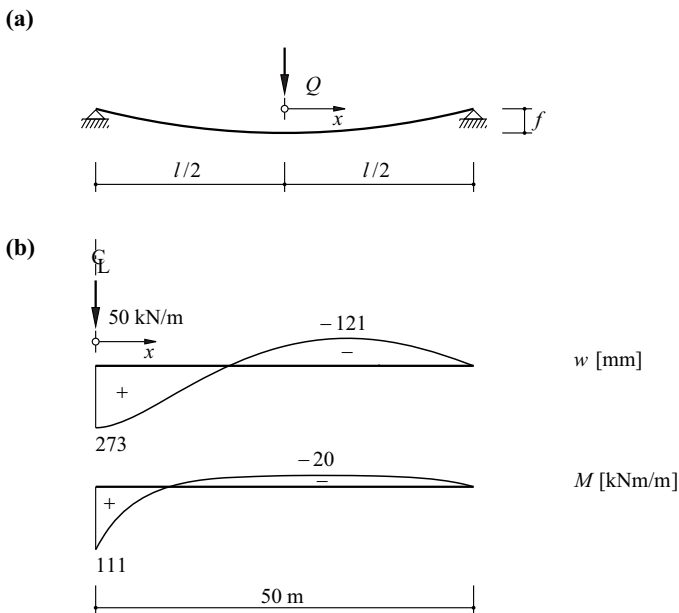 (a)
Q
x
f
l/2
l/2
(b)
CL
50 kN/m
x
−121
−
w [mm]
+
273
−20
−
M [kNm/m]
+
111
50 m